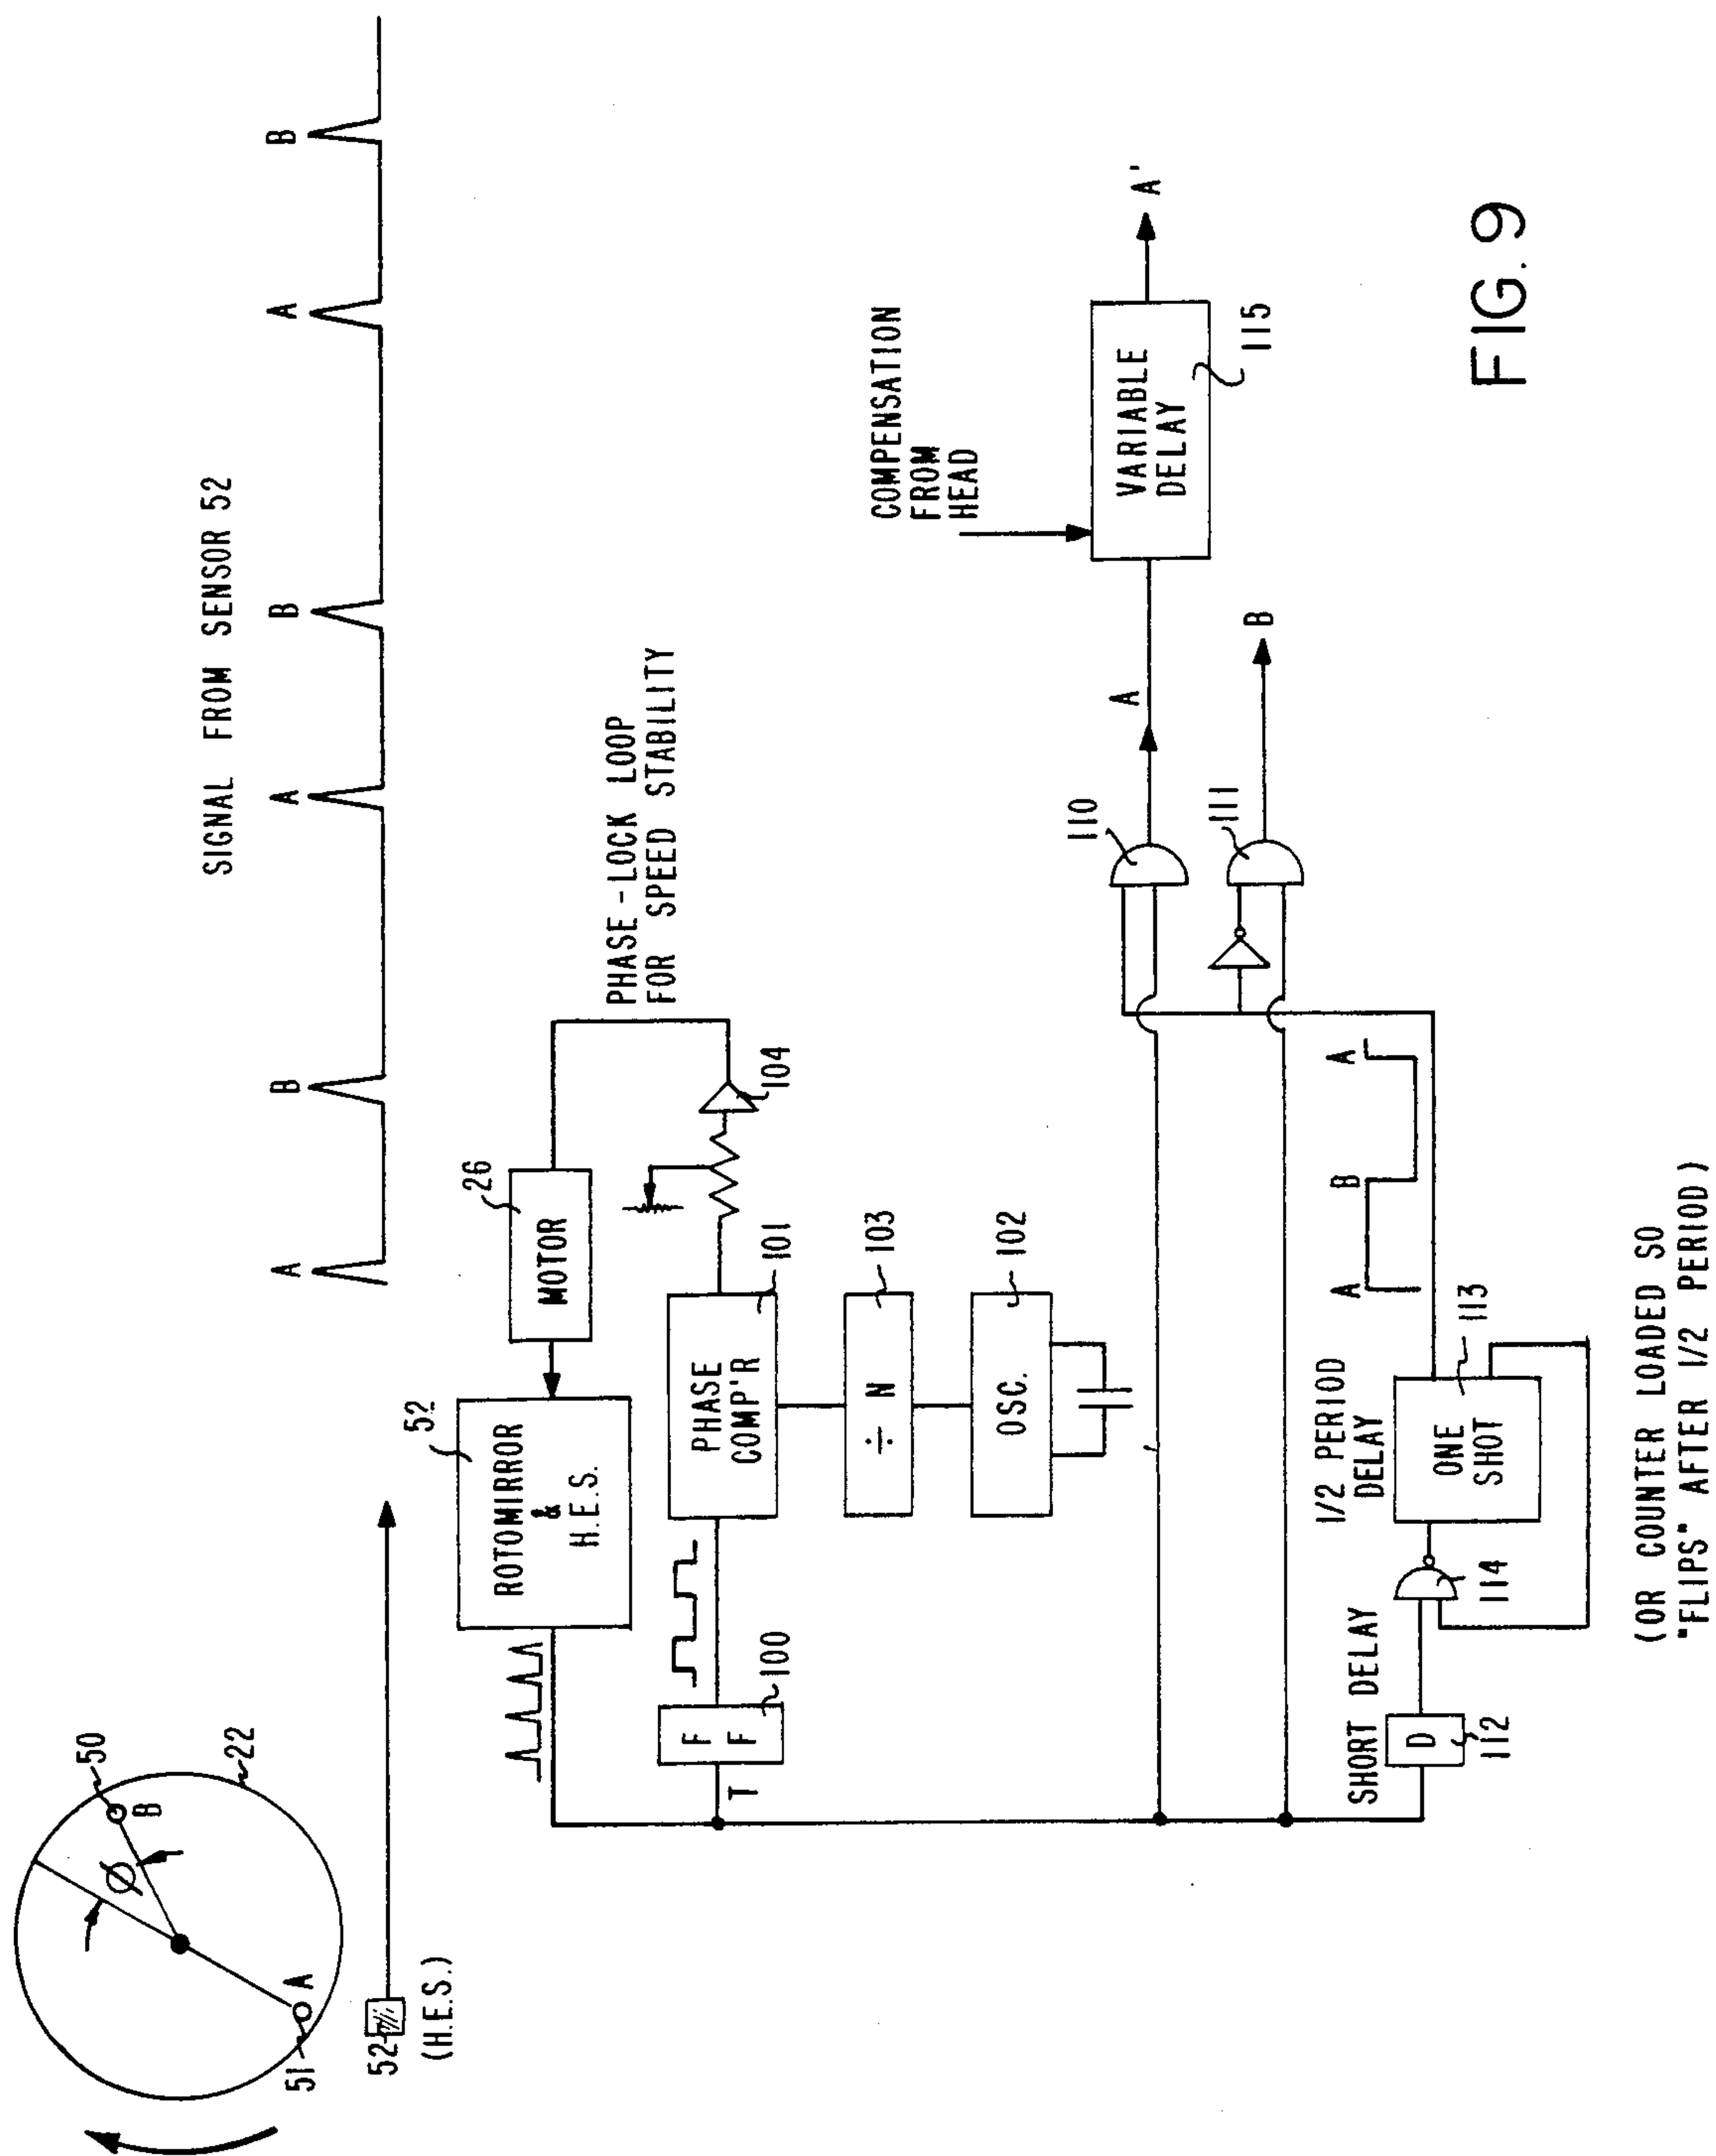 SIGNAL FROM SENSOR 52
50
B
Ø
22
A
51
52
(H.E.S.)
A
B
A
B
A
B
52
ROTOMIRROR
&
H.E.S.
26
MOTOR
PHASE-LOCK LOOP
FOR SPEED STABILITY
T
F
F
100
PHASE
COMP'R
101
104
÷ N
103
OSC.
102
COMPENSATION
FROM
HEAD
110
A
VARIABLE
DELAY
115
A'
111
B
SHORT DELAY
D
112
114
1/2 PERIOD
DELAY
ONE
SHOT
113
A
B
A
(OR COUNTER LOADED SO
"FLIPS" AFTER 1/2 PERIOD)
FIG. 9